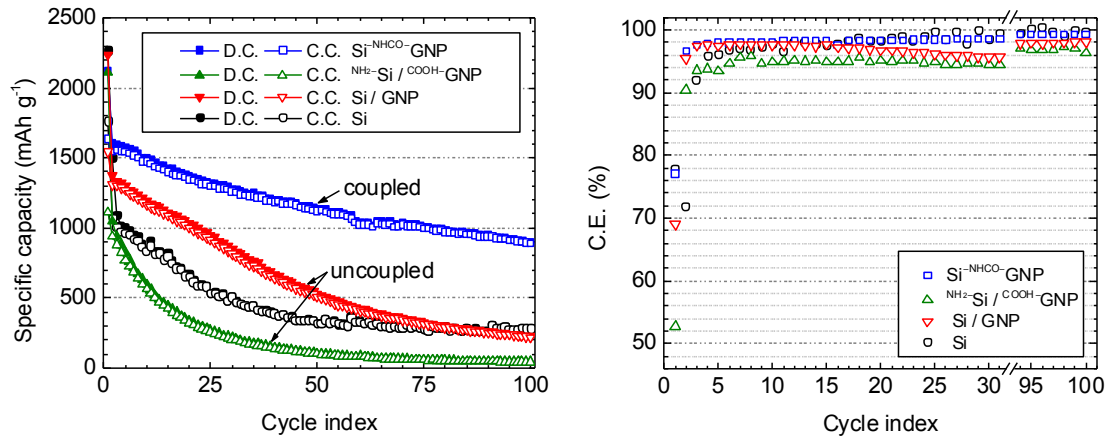 Specific capacity (mAh g⁻¹)
2500
2000
1500
1000
500
0
D.C. C.C. Si⁻ᴺᴴᶜᴼ⁻GNP
D.C. C.C. ᴺᴴ²⁻Si / ᶜᴼᴼᴴ⁻GNP
D.C. C.C. Si / GNP
D.C. C.C. Si
coupled
uncoupled
0 25 50 75 100
Cycle index
C.E. (%)
100
90
80
70
60
50
Si⁻ᴺᴴᶜᴼ⁻GNP
ᴺᴴ²⁻Si / ᶜᴼᴼᴴ⁻GNP
Si / GNP
Si
0 5 10 15 20 25 30 95 100
Cycle index